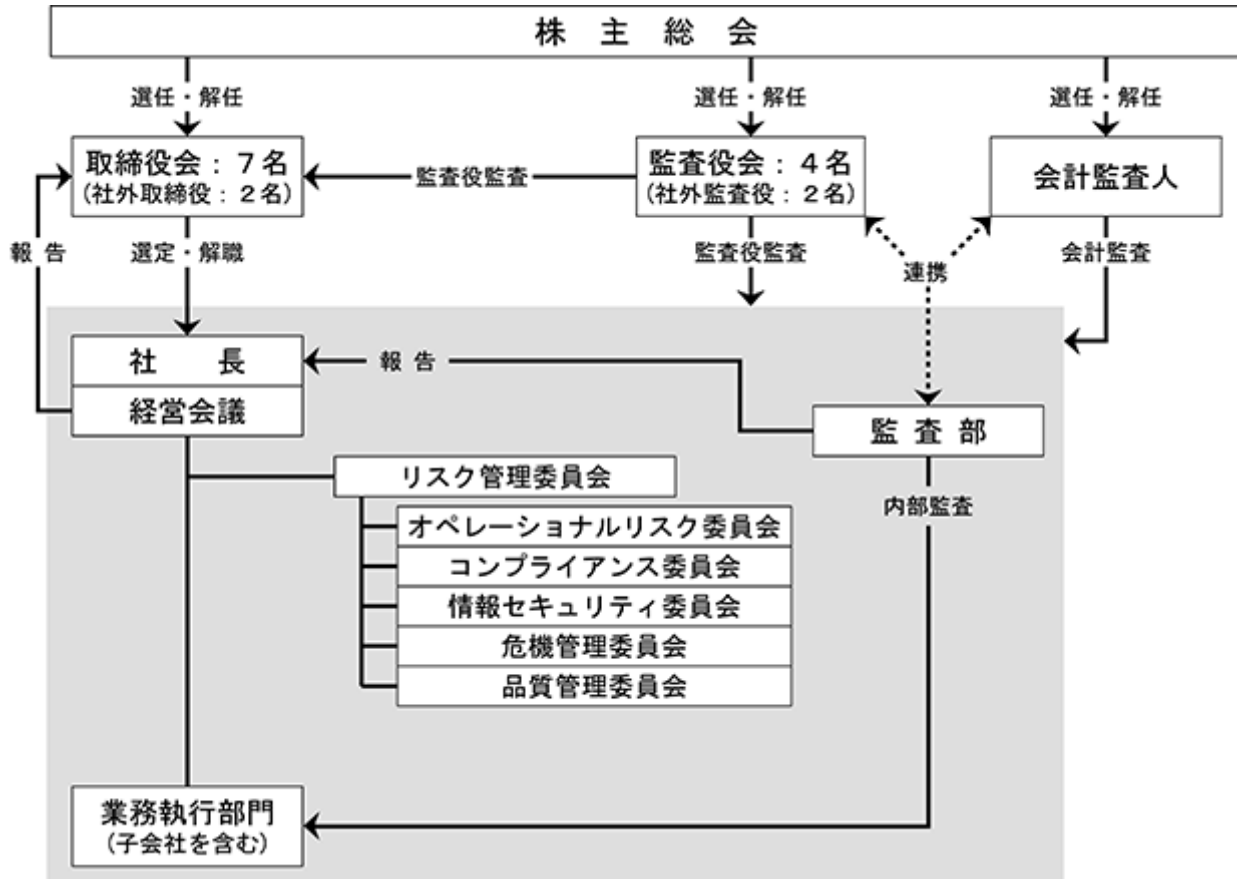 株 主 総 会
選任・解任
選任・解任
選任・解任
取締役会：７名
(社外取締役：２名)
監査役監査
監査役会：４名
(社外監査役：２名)
会計監査人
報 告
選定・解職
監査役監査
連携
会計監査
社 長
報 告
経営会議
監 査 部
リスク管理委員会
内部監査
オペレーショナルリスク委員会
コンプライアンス委員会
情報セキュリティ委員会
危機管理委員会
品質管理委員会
業務執行部門
(子会社を含む)